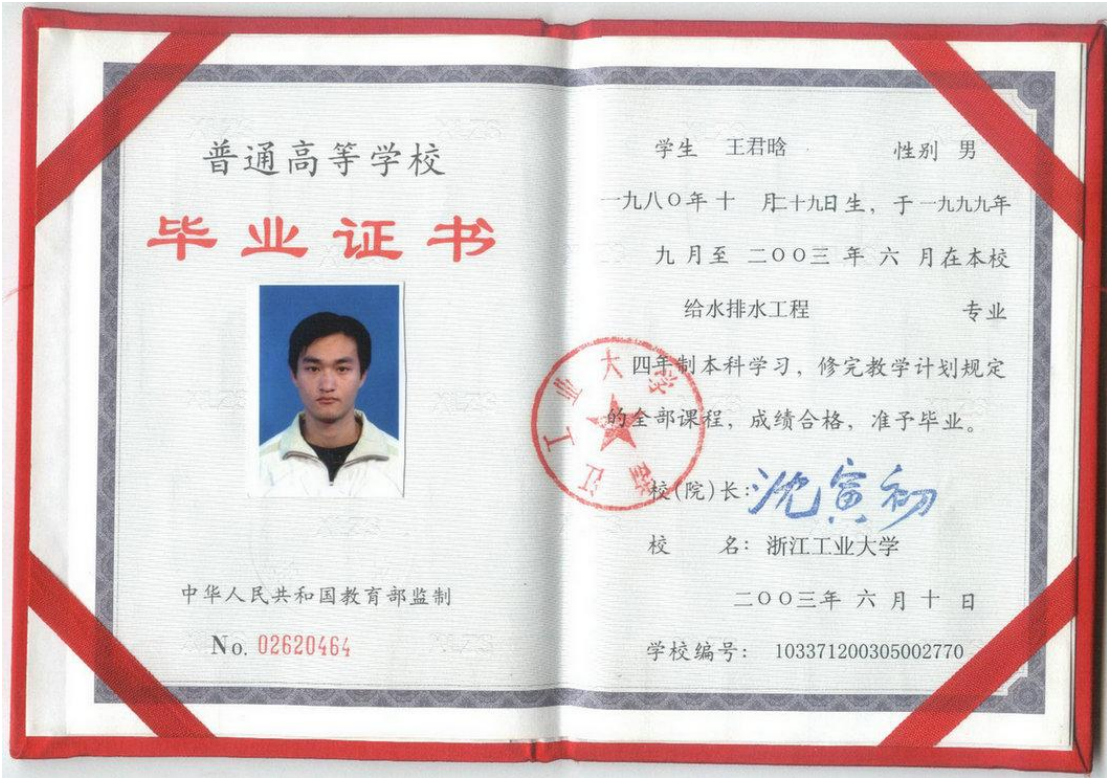 普通高等学校
毕业证书
中华人民共和国教育部监制
No. 02620464
学生 王君晗 性别 男
一九八〇年十 月二十九日生，于一九九九年
九月至 二〇〇三 年 六 月在本校
给水排水工程 专业
四年制本科学习，修完教学计划规定
的全部课程，成绩合格，准予毕业。
校(院)长：沈寅初
校 名：浙江工业大学
二〇〇三年 六 月 十 日
学校编号： 103371200305002770
浙江工业大学